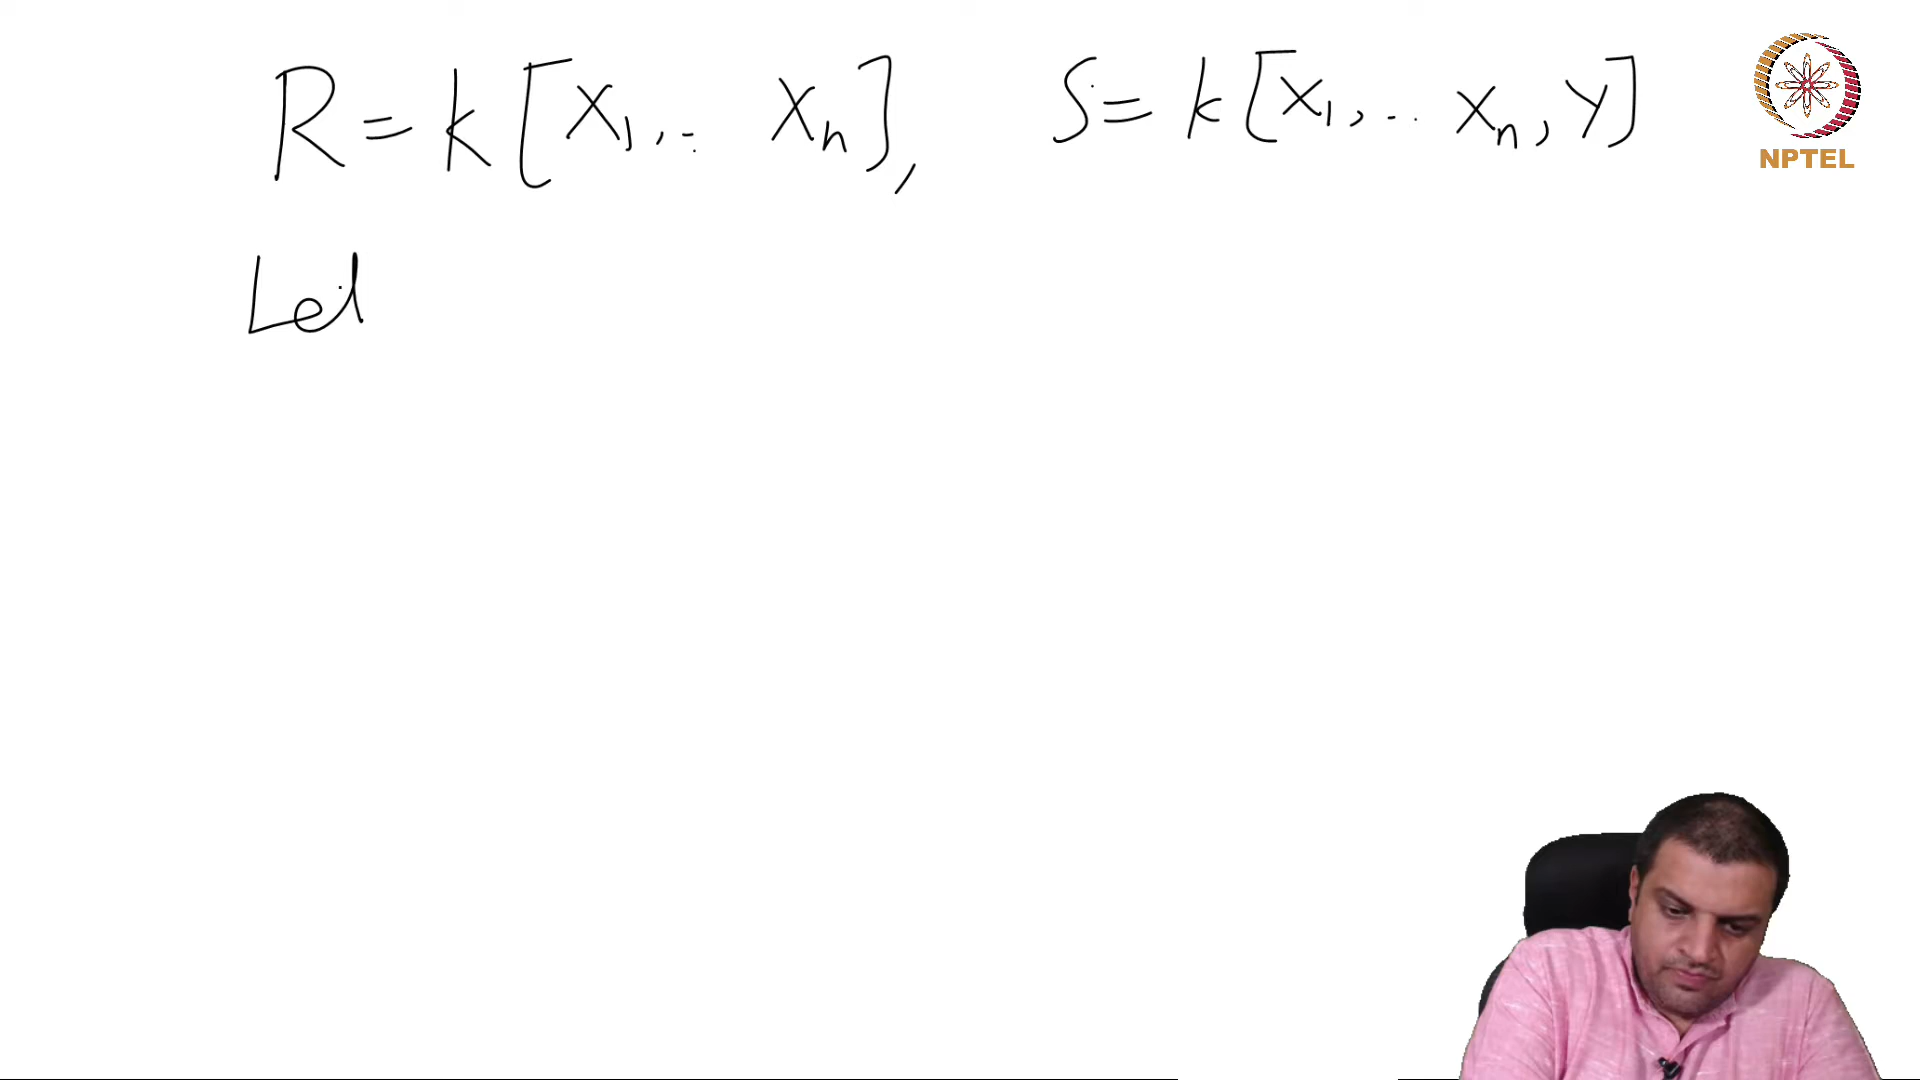 R = k[X₁, .. Xₙ], S = k[X₁, .. Xₙ, Y]
NPTEL
Let